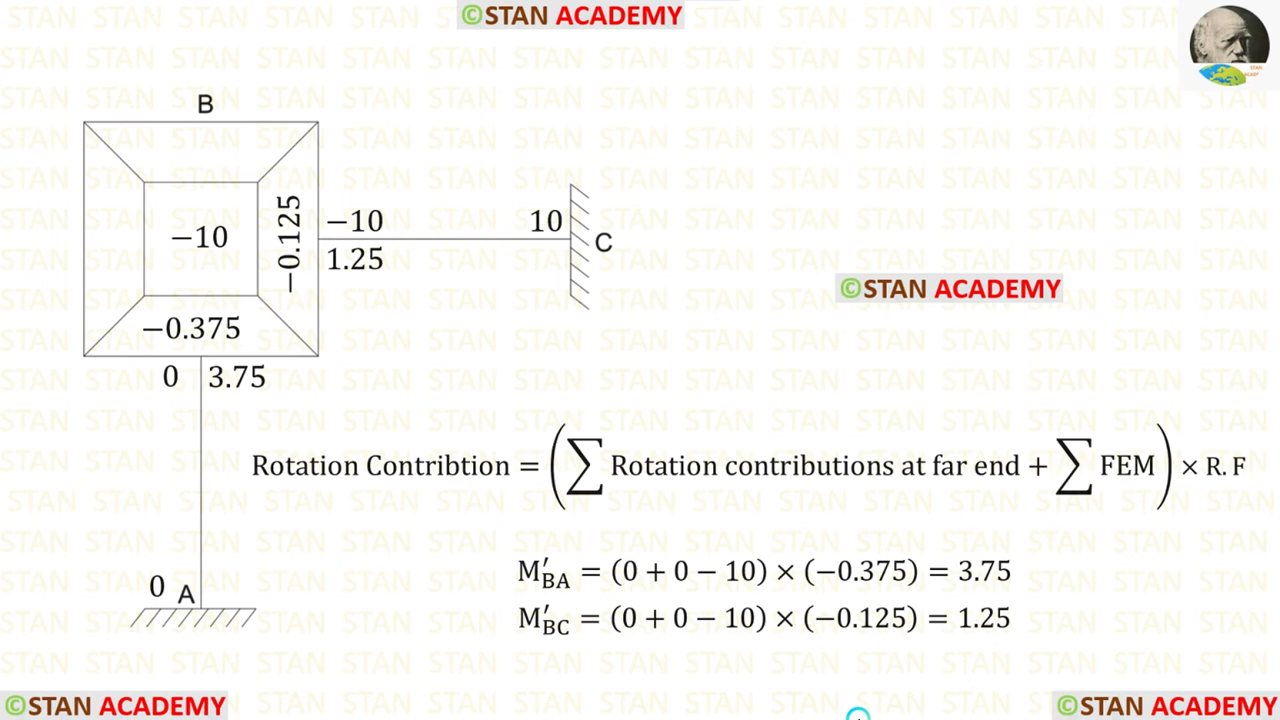 ©STAN ACADEMY
B
−10
−0.125
−10
10
1.25
C
©STAN ACADEMY
−0.375
0 3.75
Rotation Contribtion = (∑ Rotation contributions at far end + ∑ FEM) × R. F
0 A
M′BA = (0 + 0 − 10) × (−0.375) = 3.75
M′BC = (0 + 0 − 10) × (−0.125) = 1.25
©STAN ACADEMY
©STAN ACADEMY